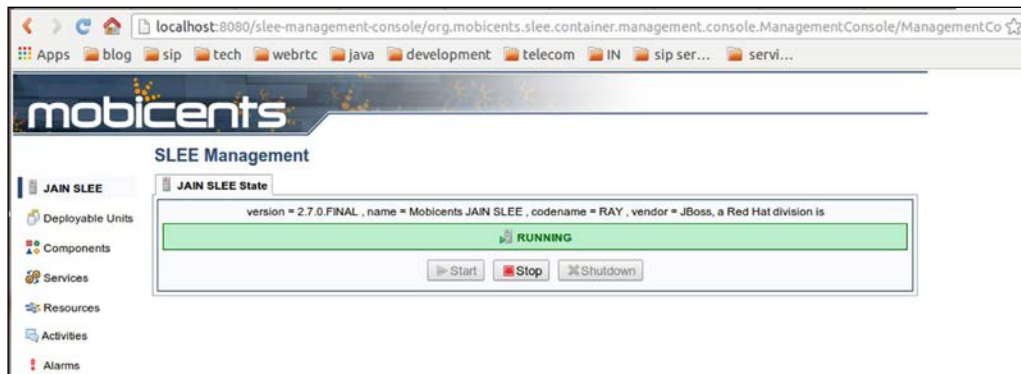 localhost:8080/slee-management-console/org.mobicents.slee.container.management.console.ManagementConsole/ManagementCo
Apps blog sip tech webrtc java development telecom IN sip ser... servi...
mobicents
SLEE Management
JAIN SLEE
JAIN SLEE State
version = 2.7.0.FINAL , name = Mobicents JAIN SLEE , codename = RAY , vendor = JBoss, a Red Hat division is
RUNNING
Start Stop Shutdown
Deployable Units
Components
Services
Resources
Activities
Alarms